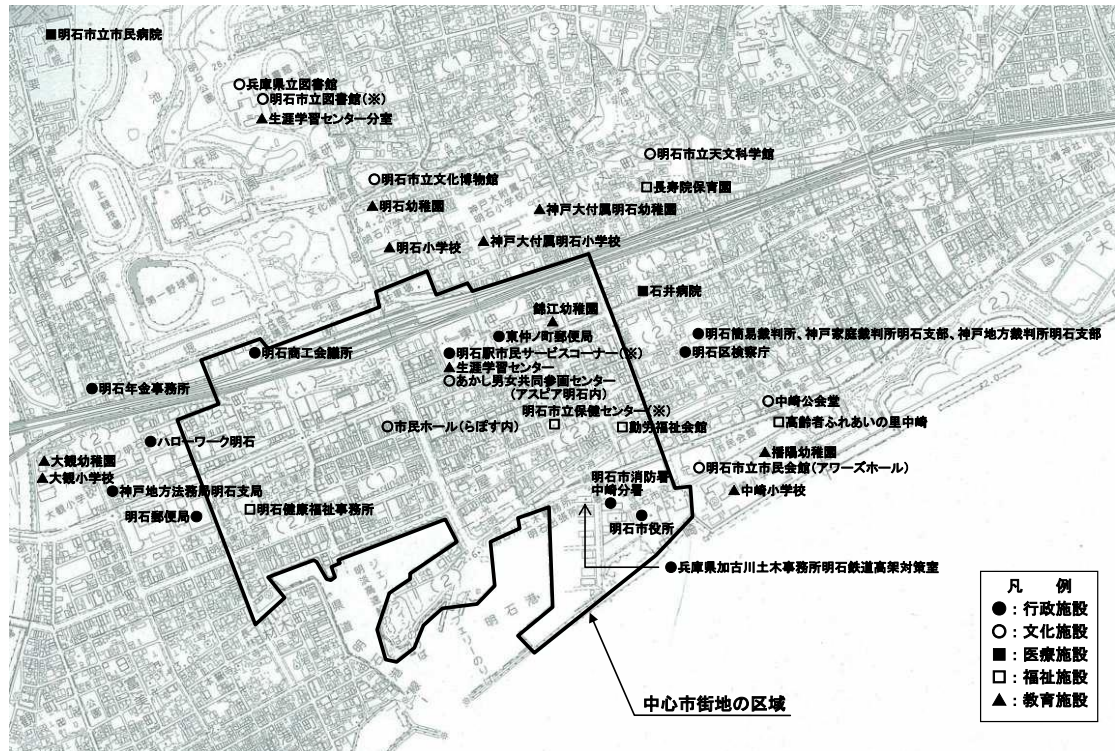 ■明石市立市民病院
○兵庫県立図書館
○明石市立図書館(※)
▲生涯学習センター分室
○明石市立天文科学館
○明石市立文化博物館
□長寿院保育園
▲明石幼稚園
▲神戸大付属明石幼稚園
▲明石小学校
▲神戸大付属明石小学校
■石井病院
錦江幼稚園
▲
●東仲ノ町郵便局
●明石簡易裁判所、神戸家庭裁判所明石支部、神戸地方裁判所明石支部
●明石商工会議所
●明石駅市民サービスコーナー(※)
●明石区検察庁
▲生涯学習センター
○あかし男女共同参画センター
(アスピア明石内)
●明石年金事務所
○中崎公会堂
明石市立保健センター(※)
□
○市民ホール(らぽす内)
□勤労福祉会館
□高齢者ふれあいの里中崎
●ハローワーク明石
▲播陽幼稚園
▲大観幼稚園
○明石市立市民会館(アワーズホール)
▲大観小学校
明石市消防署
中崎分署
●
●神戸地方法務局明石支局
▲中崎小学校
□明石健康福祉事務所
明石郵便局●
●
明石市役所
明石港
●兵庫県加古川土木事務所明石鉄道高架対策室
中心市街地の区域
凡　例
●：行政施設
○：文化施設
■：医療施設
□：福祉施設
▲：教育施設